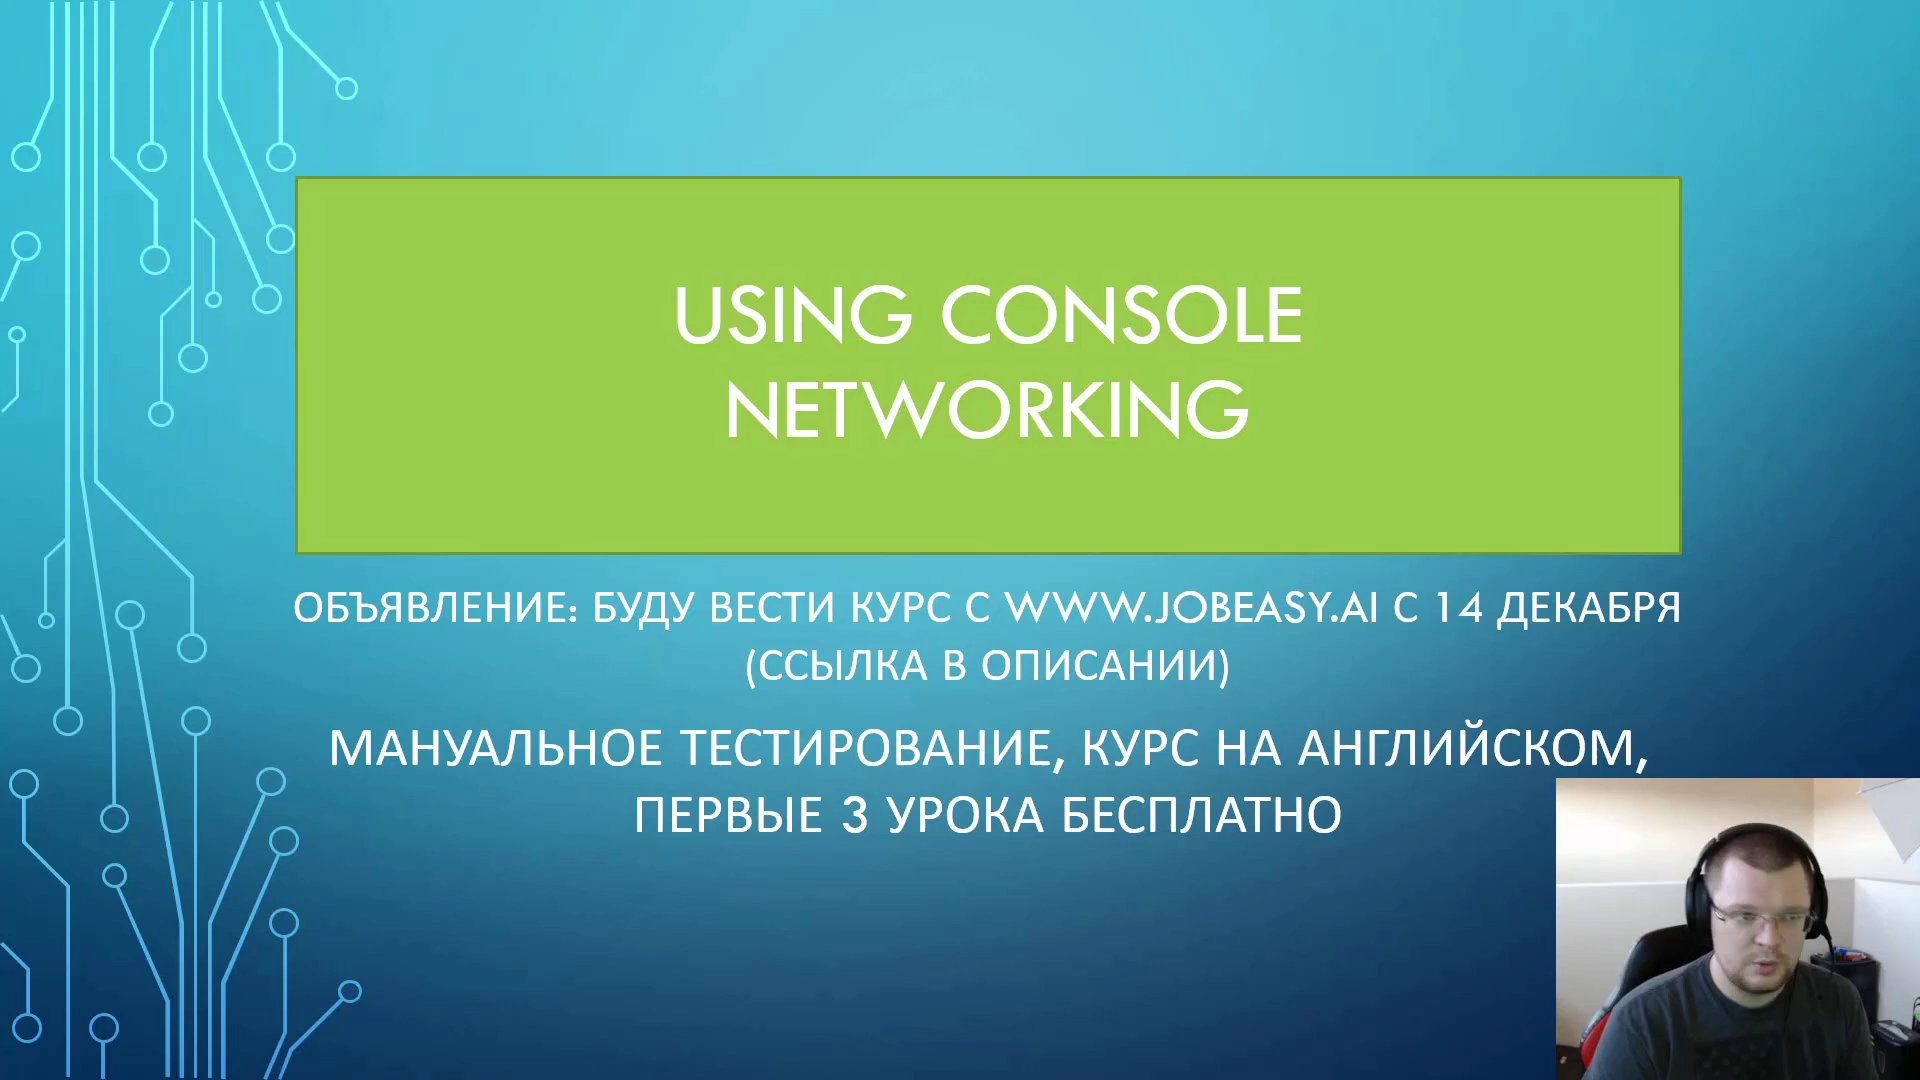 USING CONSOLE
NETWORKING
ОБЪЯВЛЕНИЕ: БУДУ ВЕСТИ КУРС С WWW.JOBEASY.AI С 14 ДЕКАБРЯ
(ССЫЛКА В ОПИСАНИИ)
МАНУАЛЬНОЕ ТЕСТИРОВАНИЕ, КУРС НА АНГЛИЙСКОМ,
ПЕРВЫЕ 3 УРОКА БЕСПЛАТНО